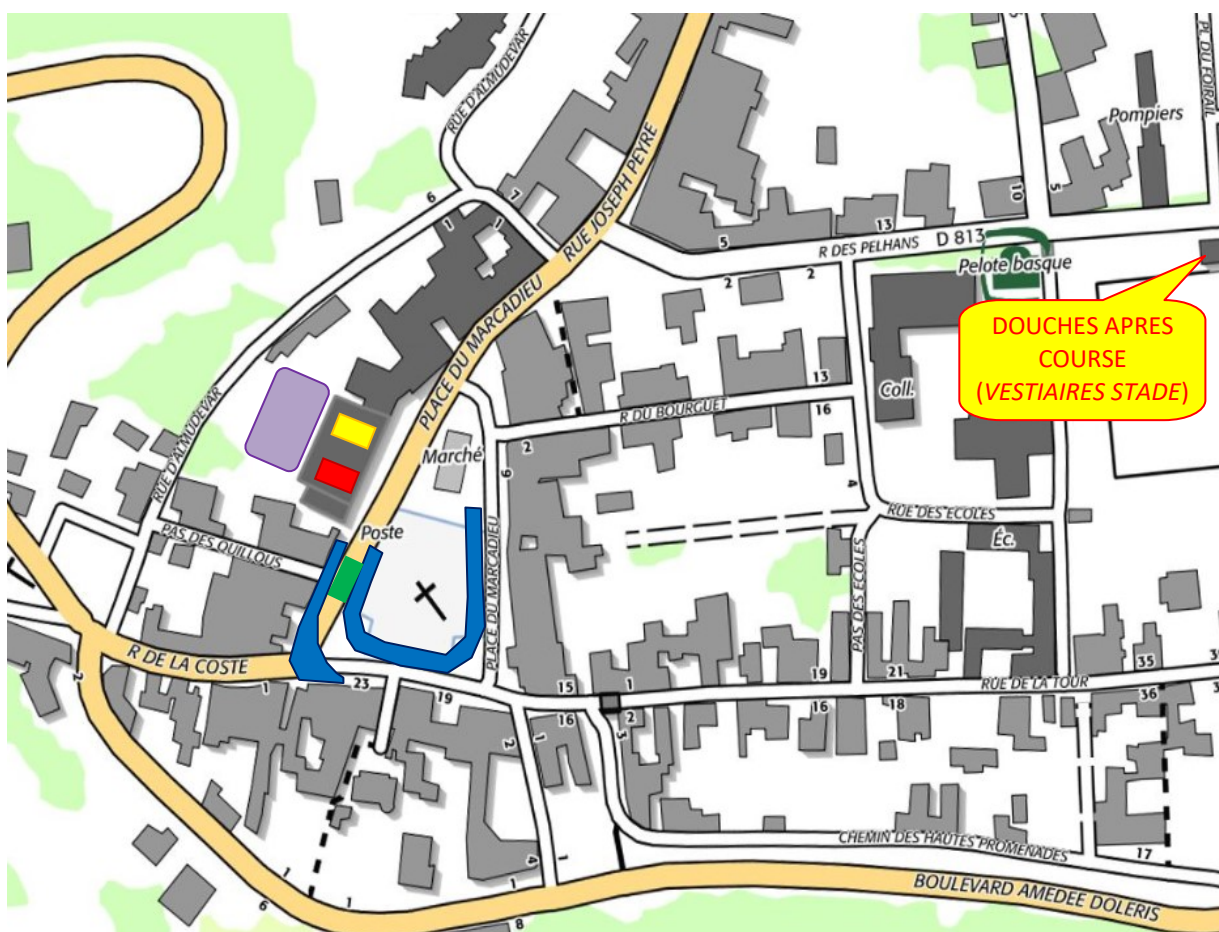 RUE D'ALMUDEVAR
PL. DU FOIRAIL
Pompiers
RUE JOSEPH PEYRE
6
1
1
7
10
5
13
5
R DES PELHANS
D 813
2
2
Pelote basque
DOUCHES APRES
COURSE
(VESTIAIRES STADE)
PLACE DU MARCADIEU
13
Coll.
R DU BOURGUET
16
2
RUE D'ALMUDEVAR
Marché
9
4
PAS DES QUILLOUS
Poste
RUE DES ECOLES
Éc.
PLACE DU MARCADIEU
PAS DES ECOLES
R DE LA COSTE
2
1
23
19
15
1
19
21
RUE DE LA TOUR
35
36
16
2
16
18
2
1
3
CHEMIN DES HAUTES PROMENADES
17
4
1
1
6
1
1
8
BOULEVARD AMEDEE DOLERIS